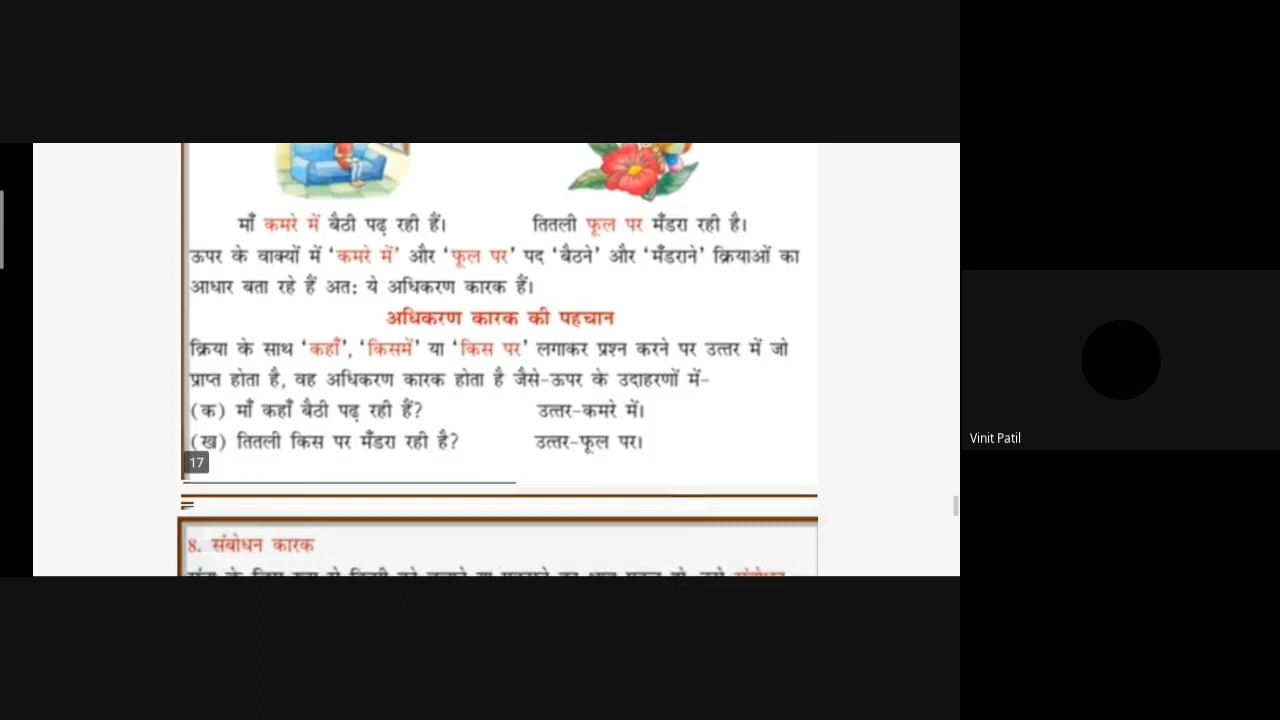 माँ कमरे में बैठी पढ़ रही हैं। तितली फूल पर मँडरा रही है।
ऊपर के वाक्यों में ‘कमरे में’ और ‘फूल पर’ पद ‘बैठने’ और ‘मँडराने’ क्रियाओं का
आधार बता रहे हैं अत: ये अधिकरण कारक हैं।
अधिकरण कारक की पहचान
क्रिया के साथ ‘कहाँ’, ‘किसमें’ या ‘किस पर’ लगाकर प्रश्न करने पर उत्तर में जो
प्राप्त होता है, वह अधिकरण कारक होता है जैसे-ऊपर के उदाहरणों में-
(क) माँ कहाँ बैठी पढ़ रही हैं? उत्तर-कमरे में।
(ख) तितली किस पर मँडरा रही है? उत्तर-फूल पर।
17
8. संबोधन कारक
Vinit Patil